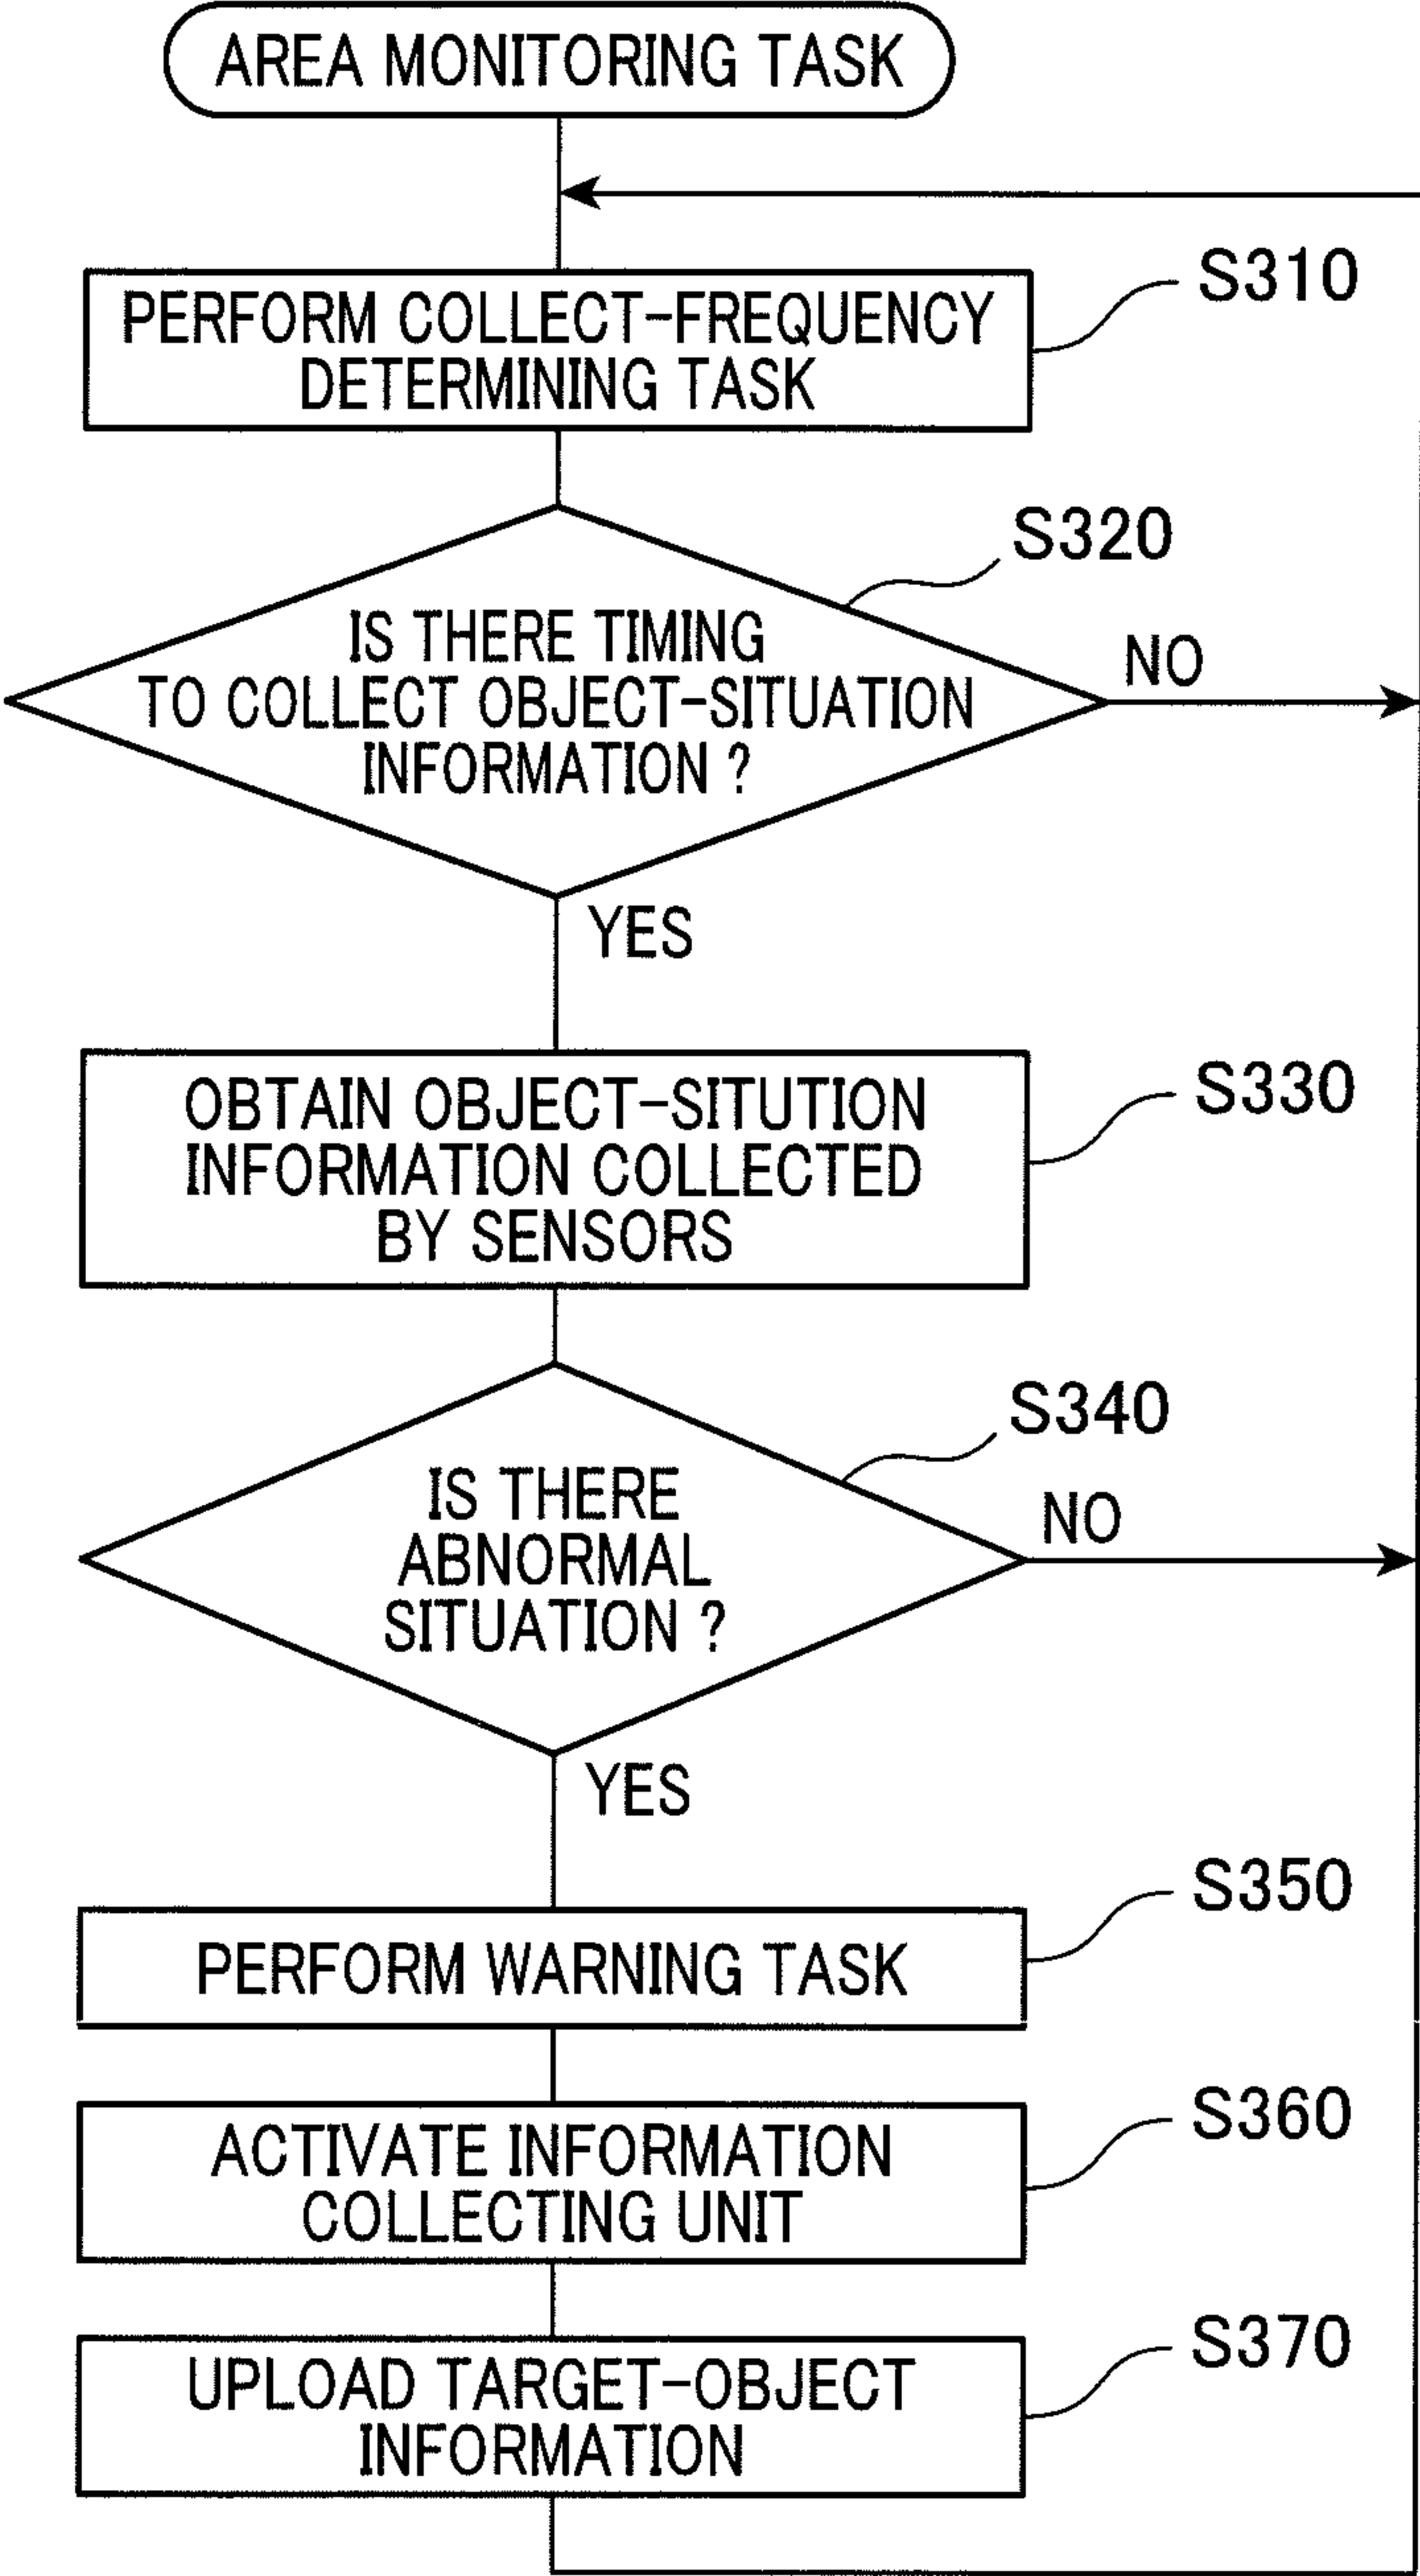 AREA MONITORING TASK
S310
PERFORM COLLECT-FREQUENCY
DETERMINING TASK
S320
IS THERE TIMING
TO COLLECT OBJECT-SITUATION
INFORMATION ?
NO
YES
S330
OBTAIN OBJECT-SITUTION
INFORMATION COLLECTED
BY SENSORS
S340
IS THERE
ABNORMAL
SITUATION ?
NO
YES
S350
PERFORM WARNING TASK
S360
ACTIVATE INFORMATION
COLLECTING UNIT
S370
UPLOAD TARGET-OBJECT
INFORMATION